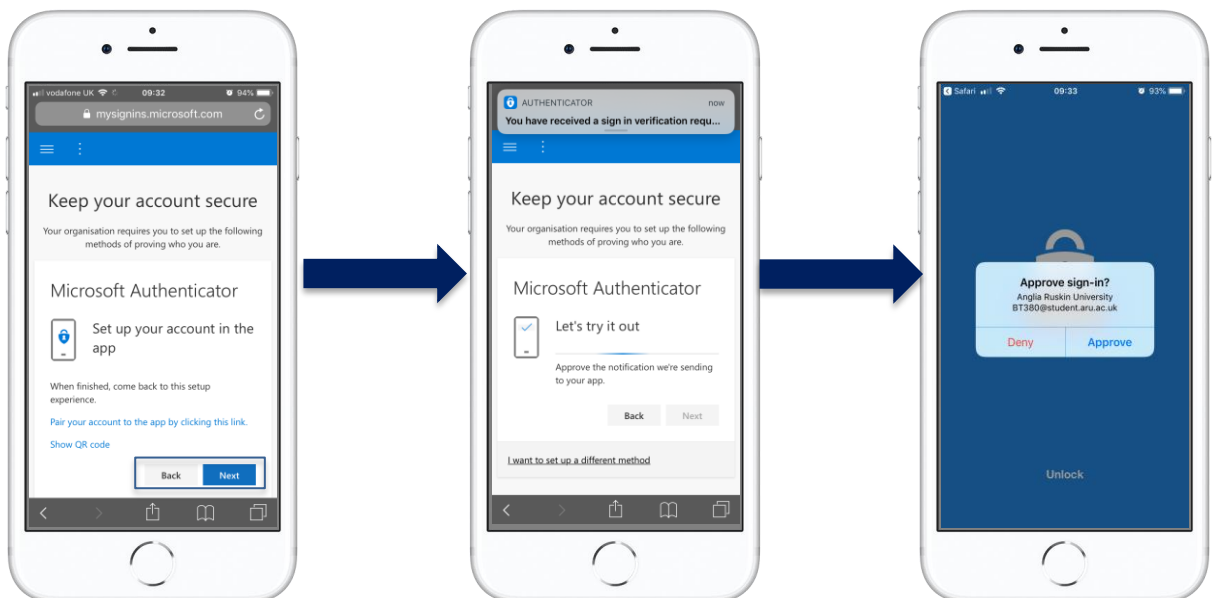 vodafone UK 09:32 94%
mysignins.microsoft.com
Keep your account secure
Your organisation requires you to set up the following
methods of proving who you are.
Microsoft Authenticator
Set up your account in the
app
When finished, come back to this setup
experience.
Pair your account to the app by clicking this link.
Show QR code
Back Next
AUTHENTICATOR now
You have received a sign in verification requ...
Keep your account secure
Your organisation requires you to set up the following
methods of proving who you are.
Microsoft Authenticator
Let's try it out
Approve the notification we're sending
to your app.
Back Next
I want to set up a different method
Safari 09:33 93%
Approve sign-in?
Anglia Ruskin University
BT380@student.aru.ac.uk
Deny Approve
Unlock